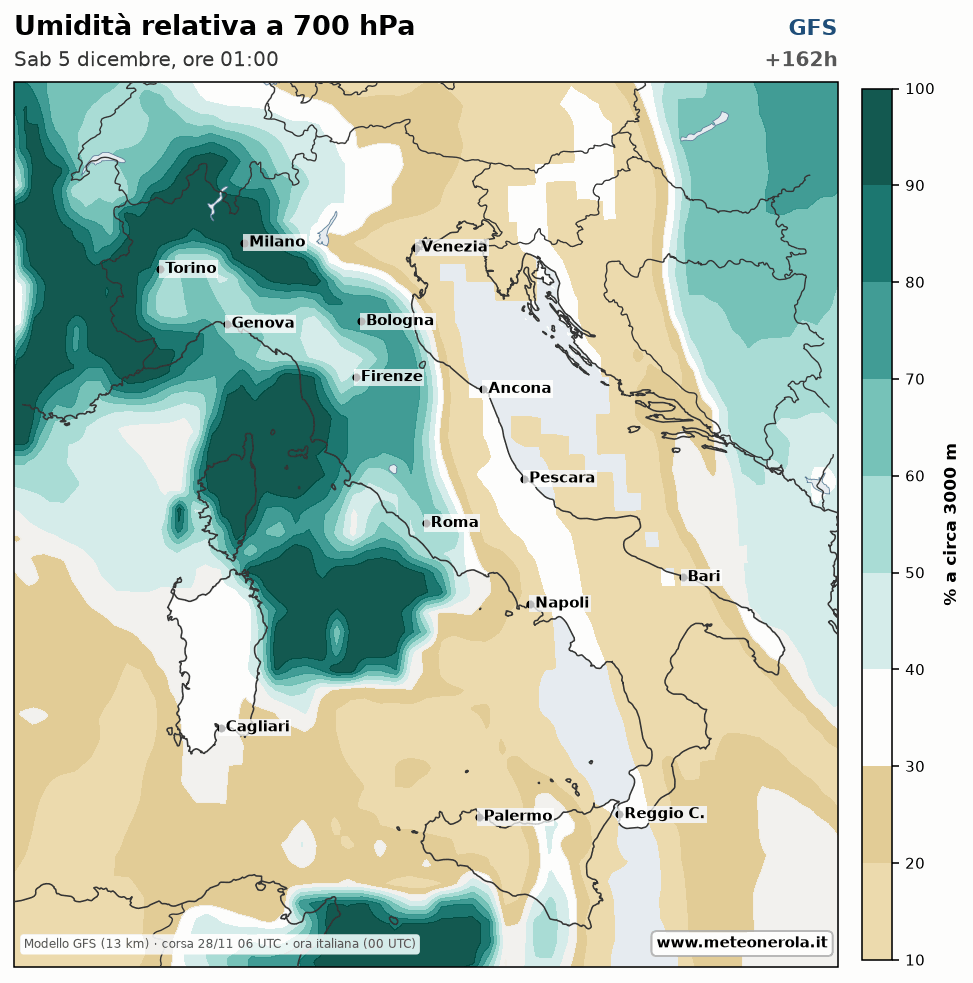 Umidità relativa a 700 hPa
GFS
Sab 5 dicembre, ore 01:00
+162h
Milano
Venezia
Torino
Genova
Bologna
Firenze
Ancona
Pescara
Roma
Bari
Napoli
Cagliari
Palermo
Reggio C.
Modello GFS (13 km) · corsa 28/11 06 UTC · ora italiana (00 UTC)
www.meteonerola.it
100
90
80
70
60
50
40
30
20
10
% a circa 3000 m